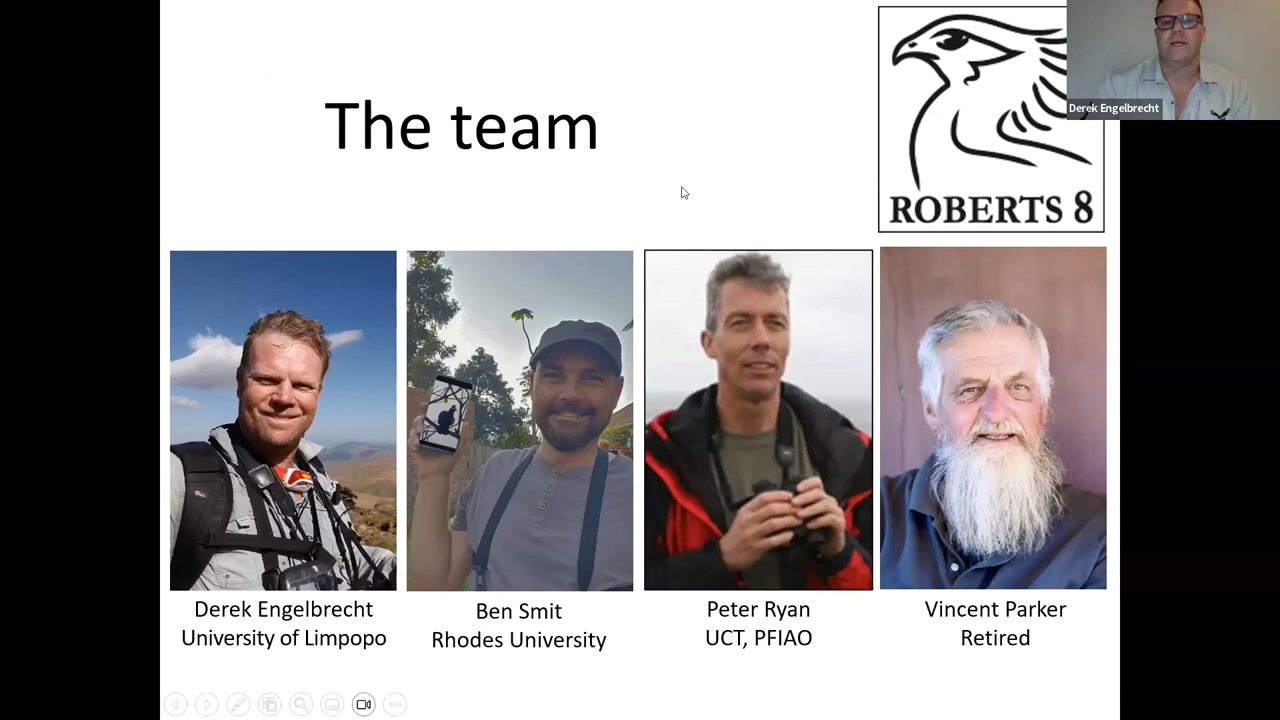 The team
ROBERTS 8
Derek Engelbrecht
Derek Engelbrecht
University of Limpopo
Ben Smit
Rhodes University
Peter Ryan
UCT, PFIAO
Vincent Parker
Retired